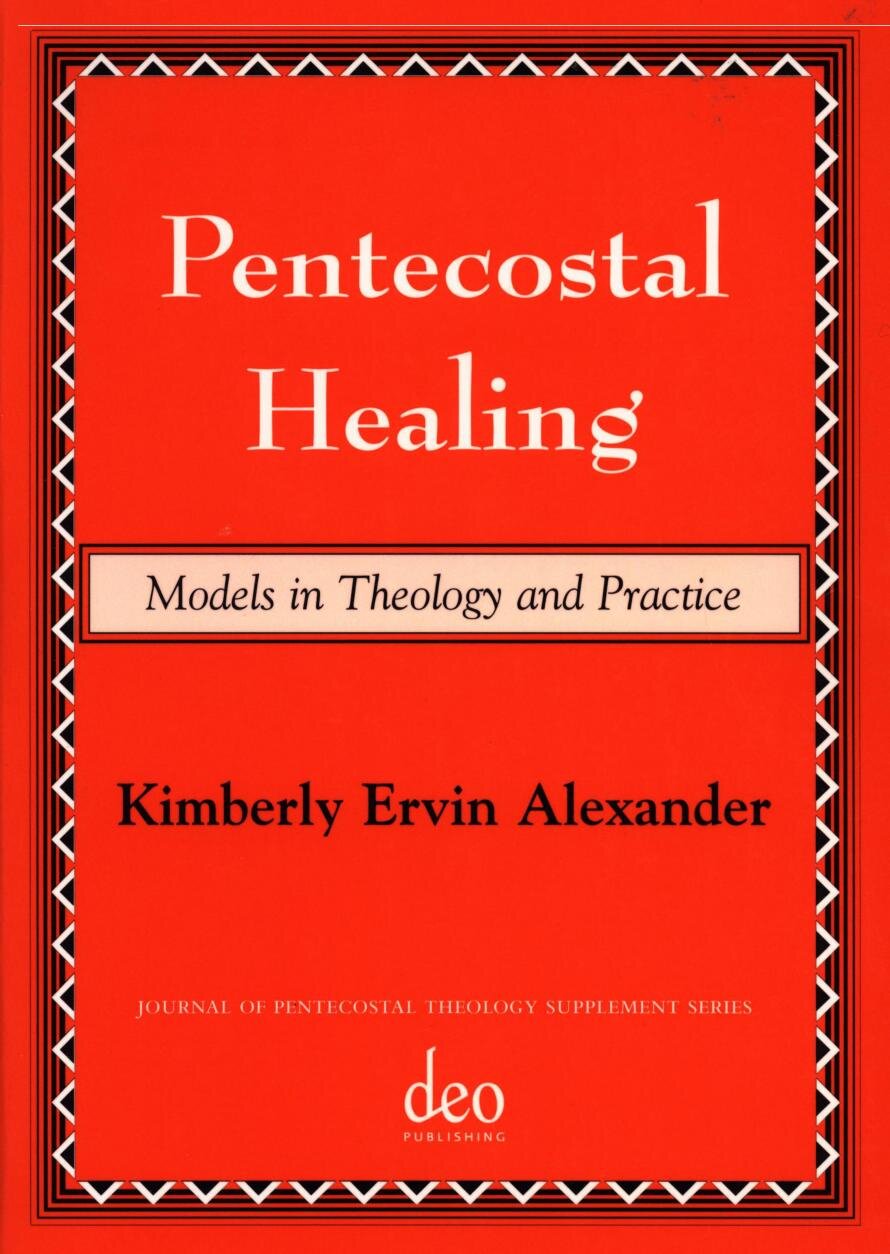 Pentecostal
Healing
Models in Theology and Practice
Kimberly Ervin Alexander
JOURNAL OF PENTECOSTAL THEOLOGY SUPPLEMENT SERIES
deo
PUBLISHING